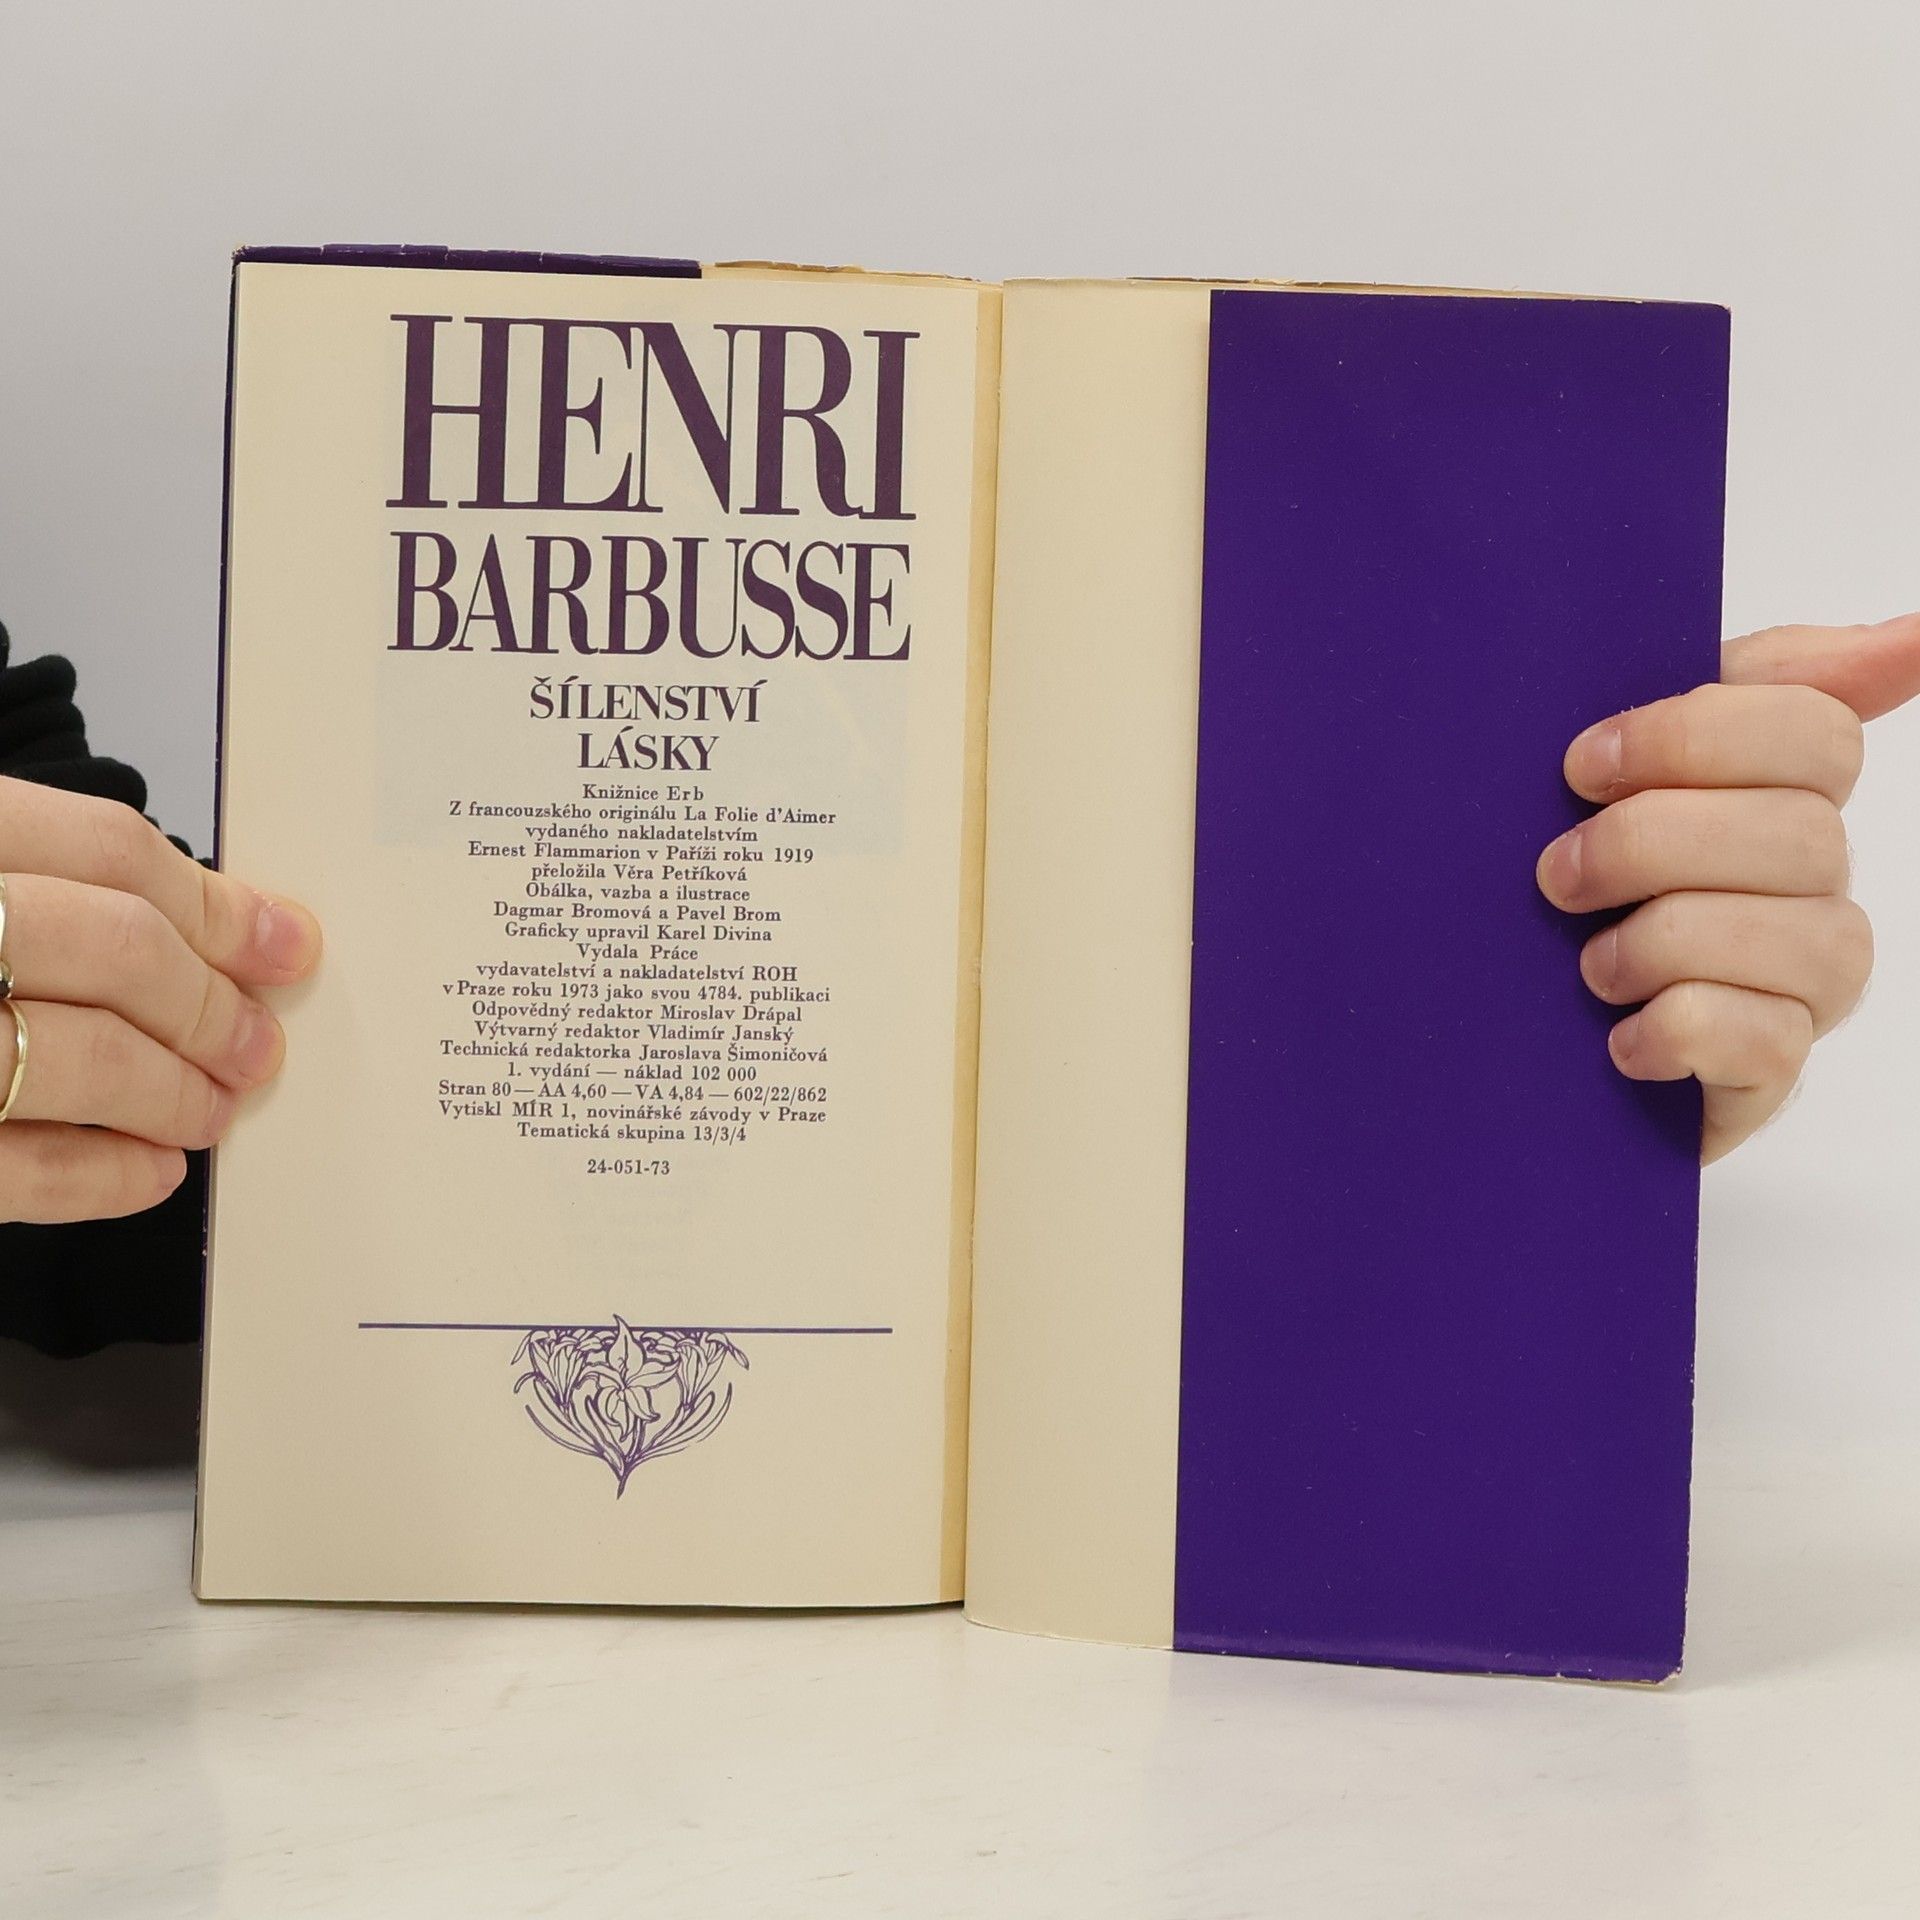 HENRI
BARBUSSE
ŠÍLENSTVÍ
LÁSKY
Knižnice Erb
Z francouzského originálu La Folie d'Aimer
vydaného nakladatelstvím
Ernest Flammarion v Paříži roku 1919
přeložila Věra Petříková
Obálka, vazba a ilustrace
Dagmar Bromová a Pavel Brom
Graficky upravil Karel Divina
Vydala Práce
vydavatelství a nakladatelství ROH
v Praze roku 1973 jako svou 4784. publikaci
Odpovědný redaktor Miroslav Drápal
Výtvarný redaktor Vladimír Janský
Technická redaktorka Jaroslava Šimoničová
1. vydání — náklad 102 000
Stran 80 — AA 4,60 — VA 4,84 — 602/22/862
Vytiskl MÍR 1, novinářské závody v Praze
Tematická skupina 13/3/4
24-051-73